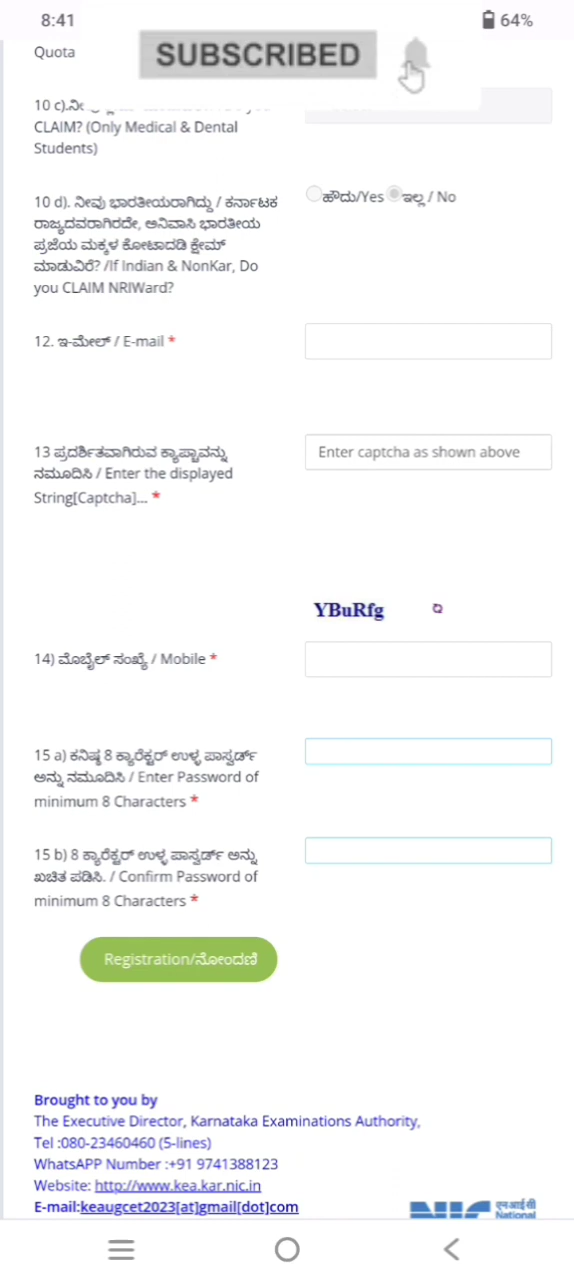 8:41
64%
SUBSCRIBED
Quota
10 c).ನೀ
CLAIM? (Only Medical & Dental
Students)
10 d). ನೀವು ಭಾರತೀಯರಾಗಿದ್ದು / ಕರ್ನಾಟಕ
ರಾಜ್ಯದವರಾಗಿರದೇ, ಅನಿವಾಸಿ ಭಾರತೀಯ
ಪ್ರಜೆಯ ಮಕ್ಕಳ ಕೋಟಾದಡಿ ಕ್ಲೇಮ್
ಮಾಡುವಿರೆ? /If Indian & NonKar, Do
you CLAIM NRIWard?
ಹೌದು/Yes ಇಲ್ಲ / No
12. ಇ-ಮೇಲ್ / E-mail *
13 ಪ್ರದರ್ಶಿತವಾಗಿರುವ ಕ್ಯಾಪ್ಚಾವನ್ನು
ನಮೂದಿಸಿ / Enter the displayed
String[Captcha]... *
Enter captcha as shown above
YBuRfg
14) ಮೊಬೈಲ್ ಸಂಖ್ಯೆ / Mobile *
15 a) ಕನಿಷ್ಠ 8 ಕ್ಯಾರೆಕ್ಟರ್ ಉಳ್ಳ ಪಾಸ್ವರ್ಡ್
ಅನ್ನು ನಮೂದಿಸಿ / Enter Password of
minimum 8 Characters *
15 b) 8 ಕ್ಯಾರೆಕ್ಟರ್ ಉಳ್ಳ ಪಾಸ್ವರ್ಡ್ ಅನ್ನು
ಖಚಿತ ಪಡಿಸಿ. / Confirm Password of
minimum 8 Characters *
Registration/ನೋಂದಣಿ
Brought to you by
The Executive Director, Karnataka Examinations Authority,
Tel :080-23460460 (5-lines)
WhatsAPP Number :+91 9741388123
Website: http://www.kea.kar.nic.in
E-mail:keaugcet2023[at]gmail[dot]com
NIC एनआईसी
National